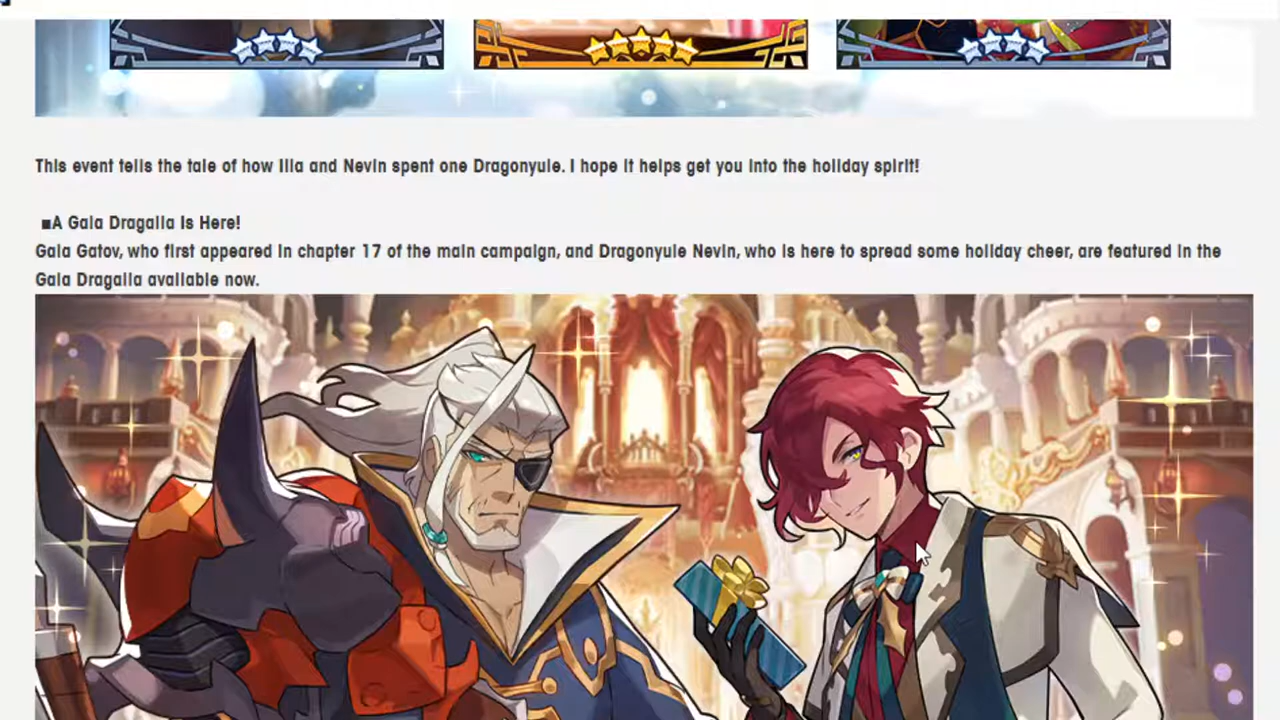 This event tells the tale of how Ilia and Nevin spent one Dragonyule. I hope it helps get you into the holiday spirit!
■A Gala Dragalia Is Here!
Gala Gatov, who first appeared in chapter 17 of the main campaign, and Dragonyule Nevin, who is here to spread some holiday cheer, are featured in the
Gala Dragalia available now.